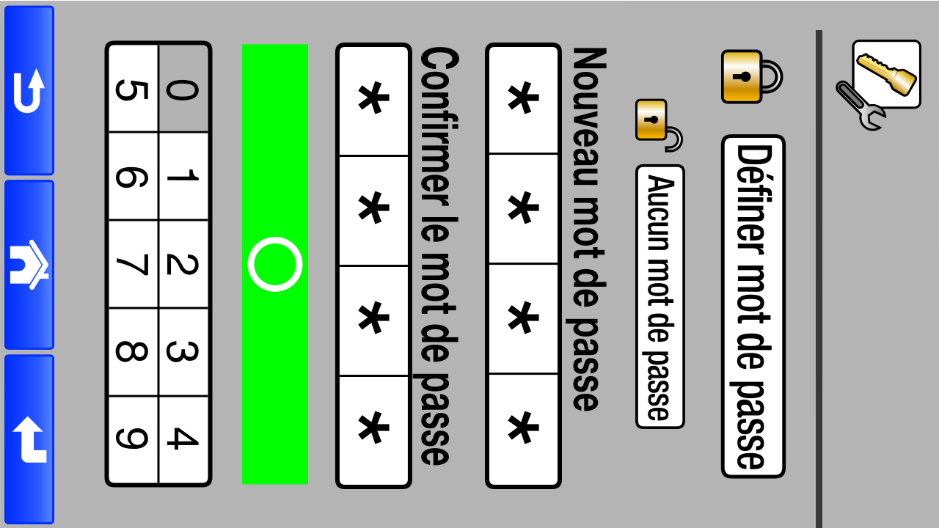 Définer mot de passe
Aucun mot de passe
Nouveau mot de passe
* * * *
Confirmer le mot de passe
* * * *
0 1 2 3 4
5 6 7 8 9